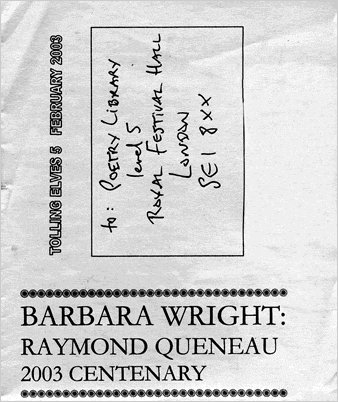 TOLLING ELVES 5 FEBRUARY 2003
to: POETRY LIBRARY
level 5
ROYAL FESTIVAL HALL
LONDON
SE1 8XX
BARBARA WRIGHT:
RAYMOND QUENEAU
2003 CENTENARY